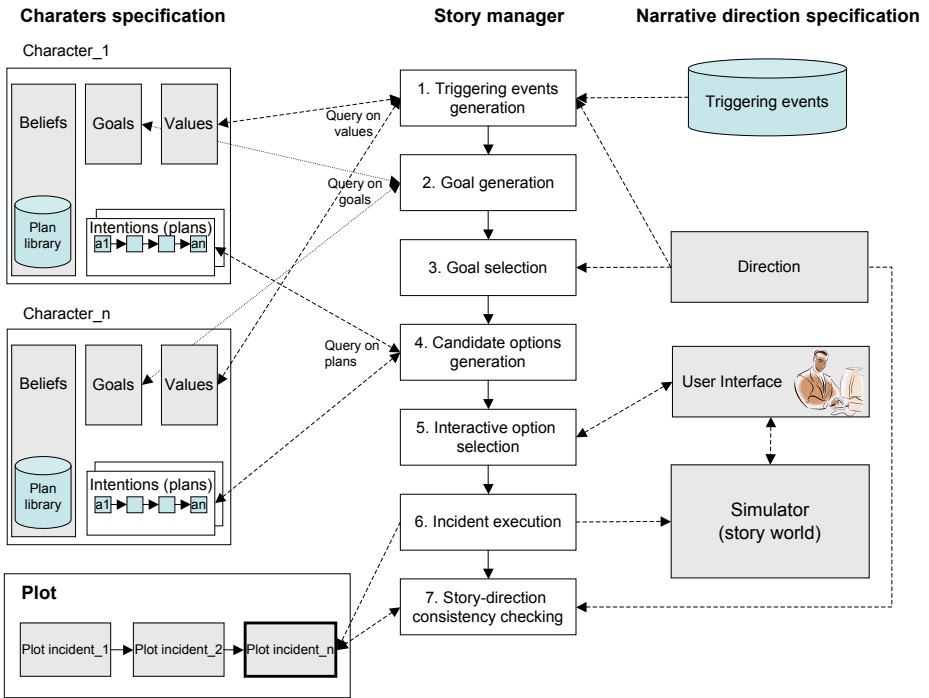 Charaters specification
Story manager
Narrative direction specification
Character_1
Beliefs
Goals
Values
Plan
library
Intentions (plans)
a1
an
Character_n
Beliefs
Goals
Values
Plan
library
Intentions (plans)
a1
an
Query on
values
Query on
goals
Query on
plans
1. Triggering events
generation
2. Goal generation
3. Goal selection
4. Candidate options
generation
5. Interactive option
selection
6. Incident execution
7. Story-direction
consistency checking
Triggering events
Direction
User Interface
Simulator
(story world)
Plot
Plot incident_1
Plot incident_2
Plot incident_n